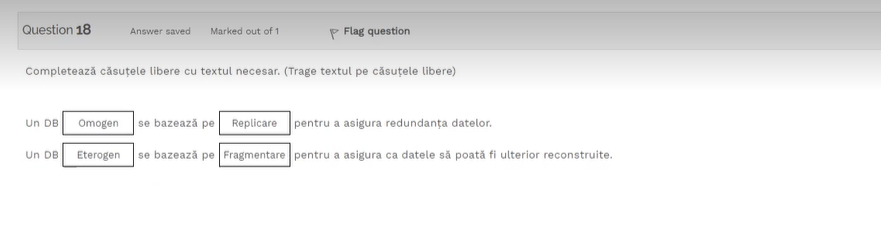 Question 18 Answer saved Marked out of 1 Flag question
Completează căsuțele libere cu textul necesar. (Trage textul pe căsuțele libere)
Un DB Omogen se bazează pe Replicare pentru a asigura redundanța datelor.
Un DB Eterogen se bazează pe Fragmentare pentru a asigura ca datele să poată fi ulterior reconstruite.